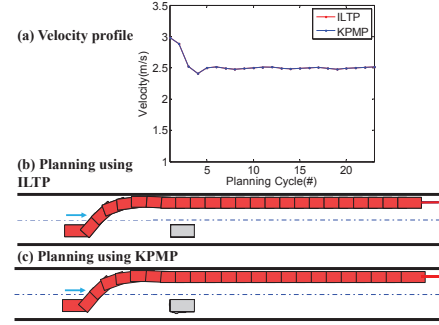 (a) Velocity profile
3.5
3
2.5
2
1.5
1
Velocity(m/s)
ILTP
KPMP
5
10
15
20
Planning Cycle(#)
(b) Planning using
ILTP
(c) Planning using KPMP